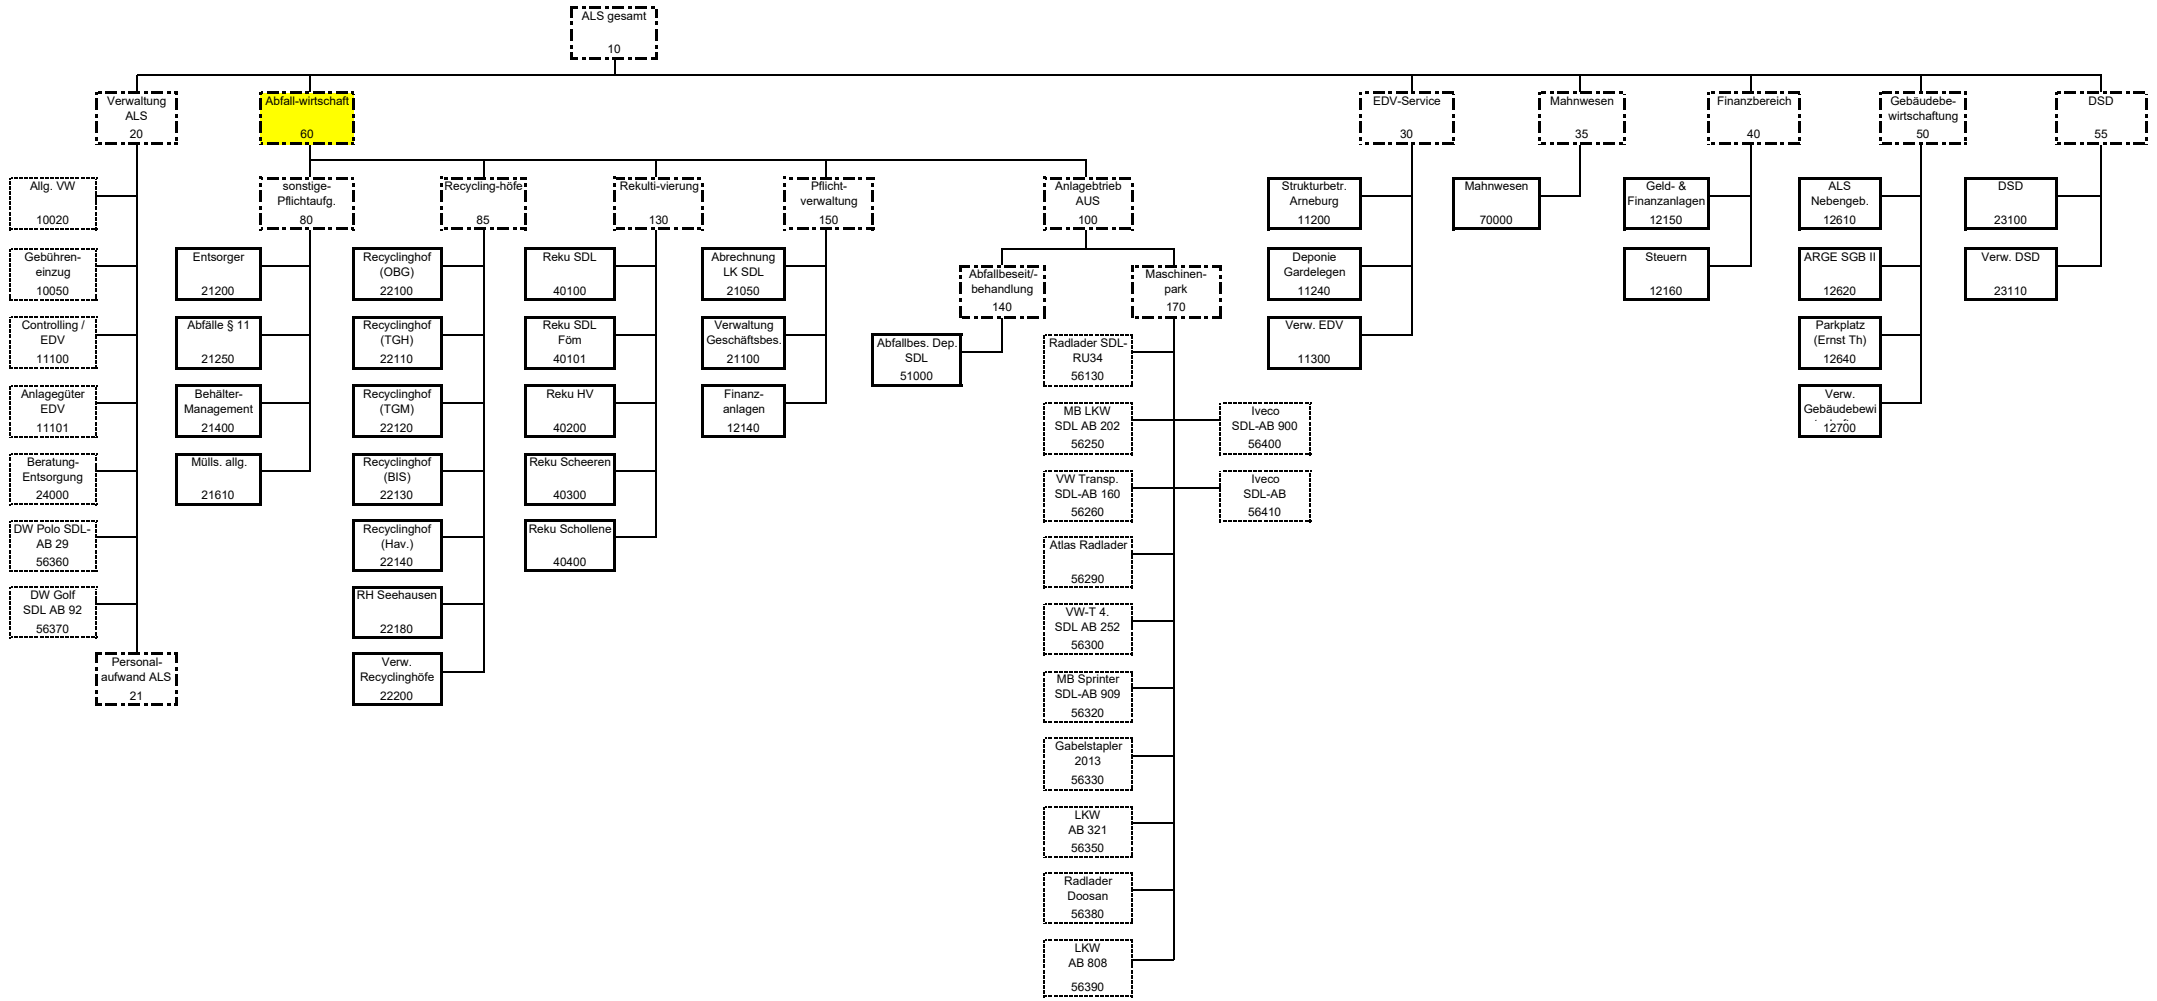 ALS gesamt
10
Verwaltung
ALS
20
Abfall-wirtschaft
60
EDV-Service
30
Mahnwesen
35
Finanzbereich
40
Gebäudebe-
wirtschaftung
50
DSD
55
Allg. VW
10020
Gebühren-
einzug
10050
Controlling /
EDV
11100
Anlagegüter
EDV
11101
Beratung-
Entsorgung
24000
DW Polo SDL-
AB 29
56360
DW Golf
SDL AB 92
56370
Personal-
aufwand ALS
21
sonstige-
Pflichtaufg.
80
Entsorger
21200
Abfälle § 11
21250
Behälter-
Management
21400
Mülls. allg.
21610
Recycling-höfe
85
Recyclinghof
(OBG)
22100
Recyclinghof
(TGH)
22110
Recyclinghof
(TGM)
22120
Recyclinghof
(BIS)
22130
Recyclinghof
(Hav.)
22140
RH Seehausen
22180
Verw.
Recyclinghöfe
22200
Rekulti-vierung
130
Reku SDL
40100
Reku SDL
Föm
40101
Reku HV
40200
Reku Scheeren
40300
Reku Schollene
40400
Pflicht-
verwaltung
150
Abrechnung
LK SDL
21050
Verwaltung
Geschäftsbes.
21100
Finanz-
anlagen
12140
Anlagebtrieb
AUS
100
Abfallbeseit/-
behandlung
140
Abfallbes. Dep.
SDL
51000
Maschinen-
park
170
Radlader SDL-
RU34
56130
MB LKW
SDL AB 202
56250
Iveco
SDL-AB 900
56400
VW Transp.
SDL-AB 160
56260
Iveco
SDL-AB
56410
Atlas Radlader
56290
VW-T 4.
SDL AB 252
56300
MB Sprinter
SDL-AB 909
56320
Gabelstapler
2013
56330
LKW
AB 321
56350
Radlader
Doosan
56380
LKW
AB 808
56390
Strukturbetr.
Arneburg
11200
Deponie
Gardelegen
11240
Verw. EDV
11300
Mahnwesen
70000
Geld- &
Finanzanlagen
12150
Steuern
12160
ALS
Nebengeb.
12610
ARGE SGB II
12620
Parkplatz
(Ernst Th)
12640
Verw.
Gebäudebewi
12700
DSD
23100
Verw. DSD
23110